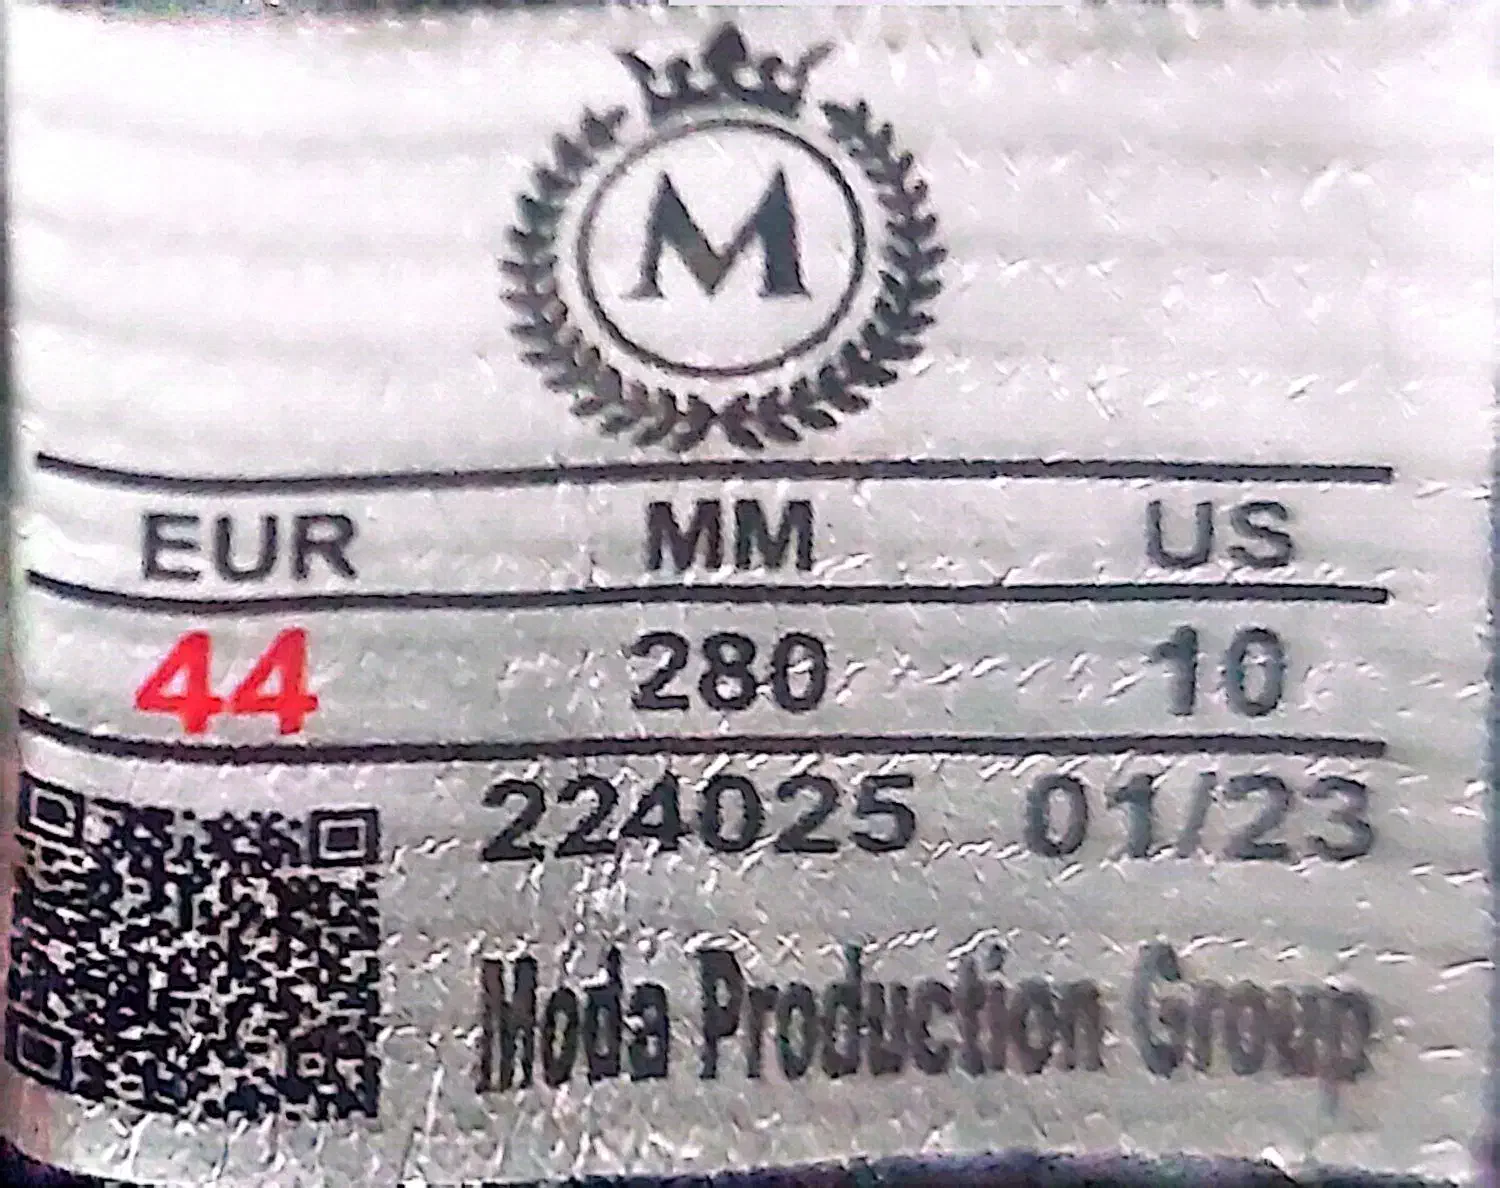 M
EUR MM US
44 280 10
224025 01/23
Moda Production Group